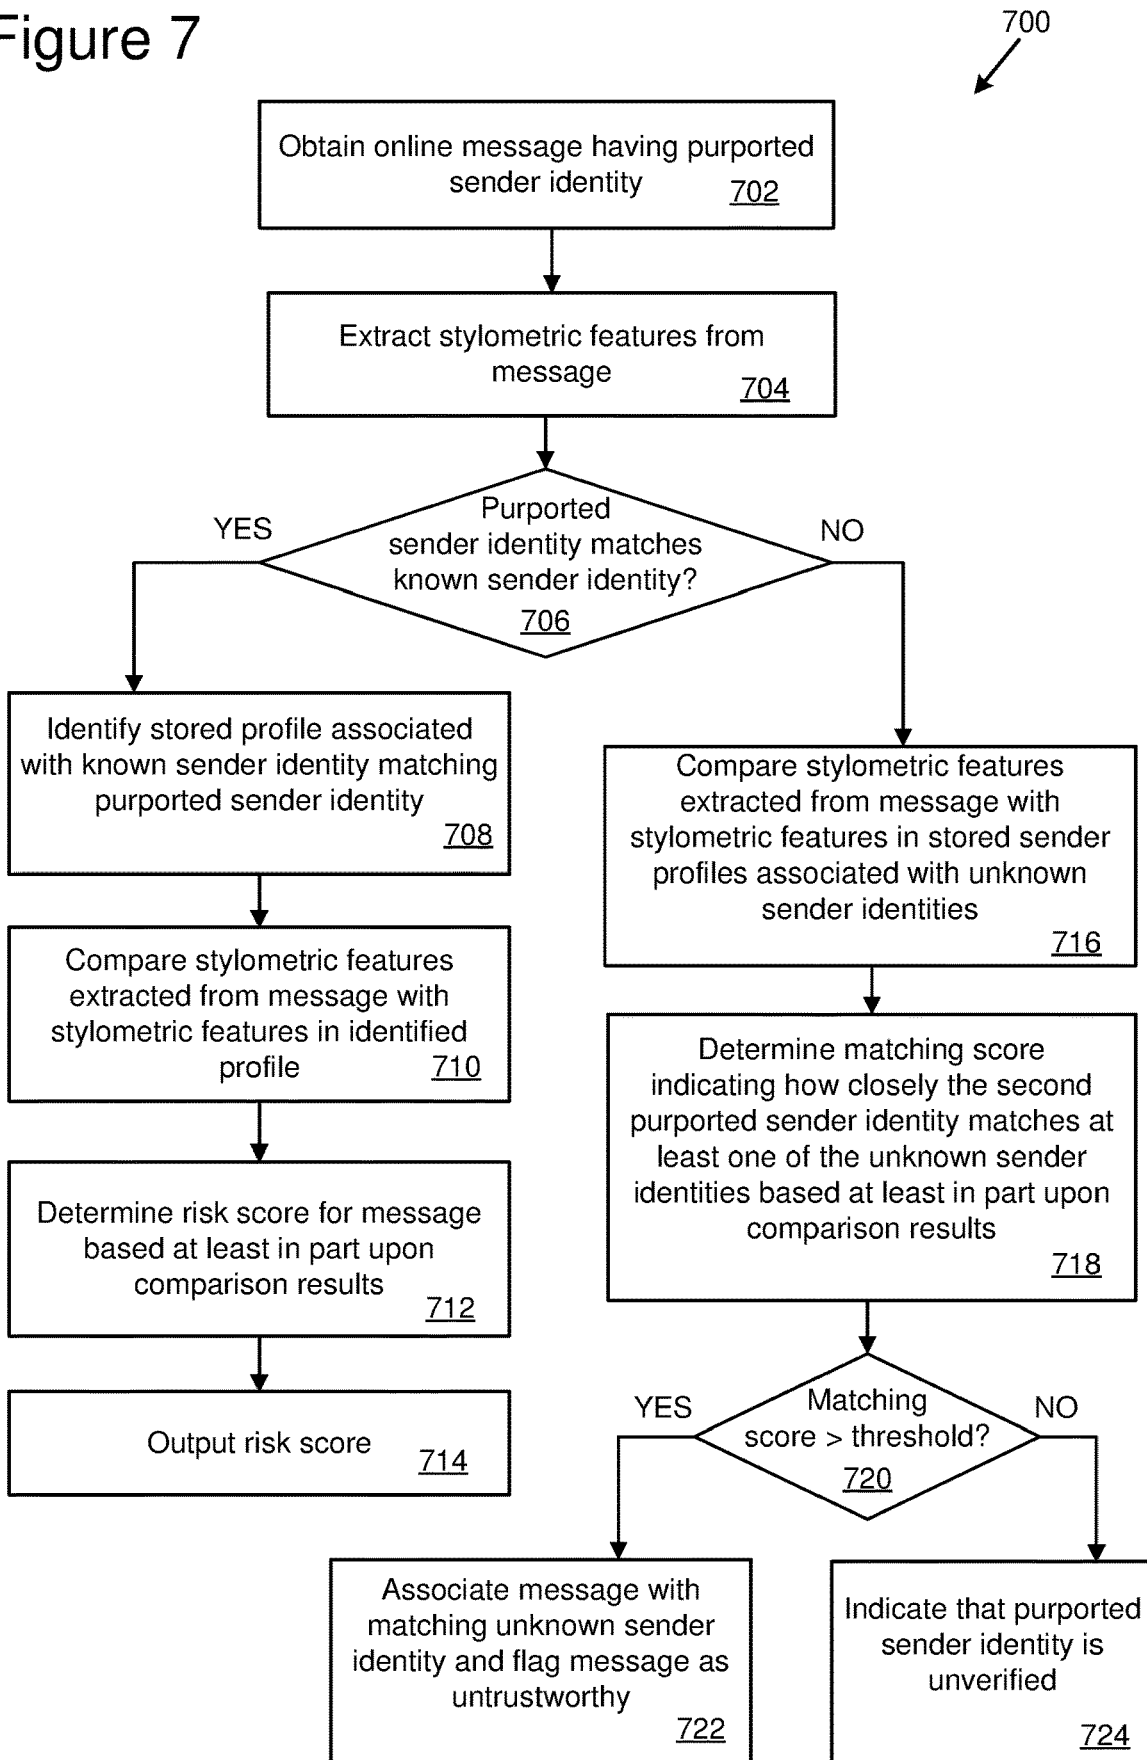 Figure 7
700
Obtain online message having purported
sender identity
702
Extract stylometric features from
message
704
Purported
sender identity matches
known sender identity?
706
YES
NO
Identify stored profile associated
with known sender identity matching
purported sender identity
708
Compare stylometric features
extracted from message with
stylometric features in identified
profile
710
Determine risk score for message
based at least in part upon
comparison results
712
Output risk score
714
Compare stylometric features
extracted from message with
stylometric features in stored sender
profiles associated with unknown
sender identities
716
Determine matching score
indicating how closely the second
purported sender identity matches at
least one of the unknown sender
identities based at least in part upon
comparison results
718
Matching
score > threshold?
720
YES
NO
Associate message with
matching unknown sender
identity and flag message as
untrustworthy
722
Indicate that purported
sender identity is
unverified
724